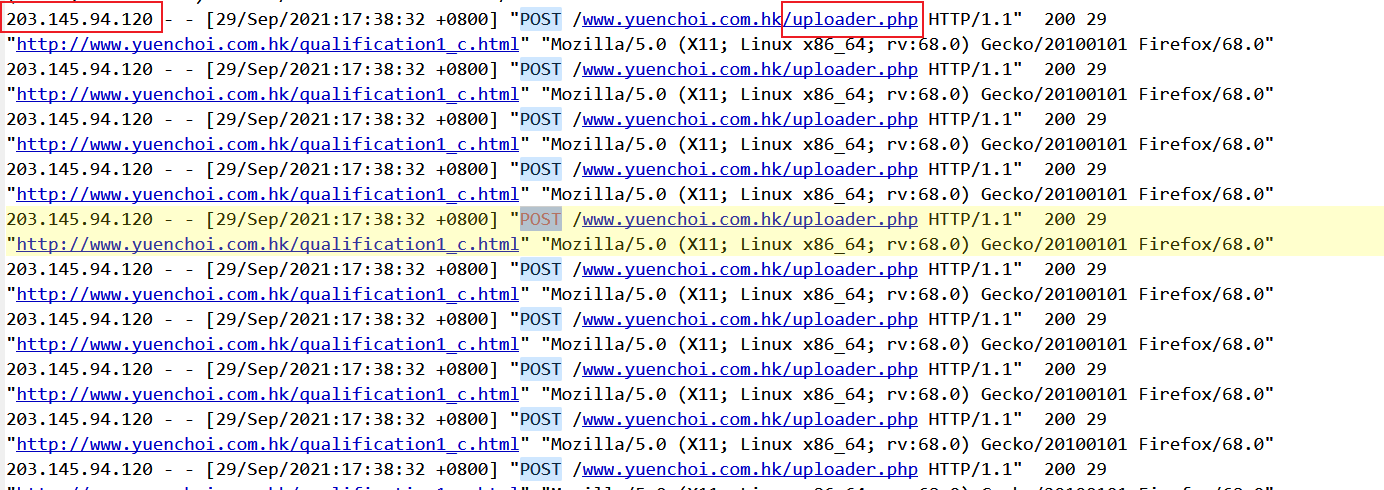 203.145.94.120 - - [29/Sep/2021:17:38:32 +0800] "POST /www.yuenchoi.com.hk/uploader.php HTTP/1.1"  200 29
"http://www.yuenchoi.com.hk/qualification1_c.html" "Mozilla/5.0 (X11; Linux x86_64; rv:68.0) Gecko/20100101 Firefox/68.0"
203.145.94.120 - - [29/Sep/2021:17:38:32 +0800] "POST /www.yuenchoi.com.hk/uploader.php HTTP/1.1"  200 29
"http://www.yuenchoi.com.hk/qualification1_c.html" "Mozilla/5.0 (X11; Linux x86_64; rv:68.0) Gecko/20100101 Firefox/68.0"
203.145.94.120 - - [29/Sep/2021:17:38:32 +0800] "POST /www.yuenchoi.com.hk/uploader.php HTTP/1.1"  200 29
"http://www.yuenchoi.com.hk/qualification1_c.html" "Mozilla/5.0 (X11; Linux x86_64; rv:68.0) Gecko/20100101 Firefox/68.0"
203.145.94.120 - - [29/Sep/2021:17:38:32 +0800] "POST /www.yuenchoi.com.hk/uploader.php HTTP/1.1"  200 29
"http://www.yuenchoi.com.hk/qualification1_c.html" "Mozilla/5.0 (X11; Linux x86_64; rv:68.0) Gecko/20100101 Firefox/68.0"
203.145.94.120 - - [29/Sep/2021:17:38:32 +0800] "POST /www.yuenchoi.com.hk/uploader.php HTTP/1.1"  200 29
"http://www.yuenchoi.com.hk/qualification1_c.html" "Mozilla/5.0 (X11; Linux x86_64; rv:68.0) Gecko/20100101 Firefox/68.0"
203.145.94.120 - - [29/Sep/2021:17:38:32 +0800] "POST /www.yuenchoi.com.hk/uploader.php HTTP/1.1"  200 29
"http://www.yuenchoi.com.hk/qualification1_c.html" "Mozilla/5.0 (X11; Linux x86_64; rv:68.0) Gecko/20100101 Firefox/68.0"
203.145.94.120 - - [29/Sep/2021:17:38:32 +0800] "POST /www.yuenchoi.com.hk/uploader.php HTTP/1.1"  200 29
"http://www.yuenchoi.com.hk/qualification1_c.html" "Mozilla/5.0 (X11; Linux x86_64; rv:68.0) Gecko/20100101 Firefox/68.0"
203.145.94.120 - - [29/Sep/2021:17:38:32 +0800] "POST /www.yuenchoi.com.hk/uploader.php HTTP/1.1"  200 29
"http://www.yuenchoi.com.hk/qualification1_c.html" "Mozilla/5.0 (X11; Linux x86_64; rv:68.0) Gecko/20100101 Firefox/68.0"
203.145.94.120 - - [29/Sep/2021:17:38:32 +0800] "POST /www.yuenchoi.com.hk/uploader.php HTTP/1.1"  200 29
"http://www.yuenchoi.com.hk/qualification1_c.html" "Mozilla/5.0 (X11; Linux x86_64; rv:68.0) Gecko/20100101 Firefox/68.0"
203.145.94.120 - - [29/Sep/2021:17:38:32 +0800] "POST /www.yuenchoi.com.hk/uploader.php HTTP/1.1"  200 29